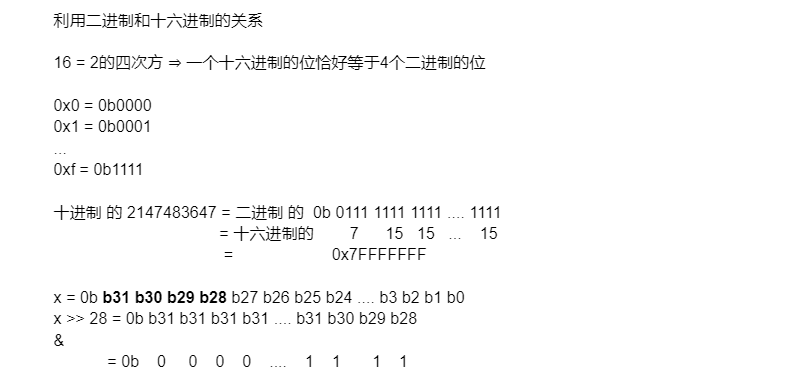 利用二进制和十六进制的关系
16 = 2的四次方 ⇒ 一个十六进制的位恰好等于4个二进制的位
0x0 = 0b0000
0x1 = 0b0001
...
0xf = 0b1111
十进制 的 2147483647 = 二进制 的 0b 0111 1111 1111 .... 1111
= 十六进制的 7 15 15 ... 15
= 0x7FFFFFFF
x = 0b b31 b30 b29 b28 b27 b26 b25 b24 .... b3 b2 b1 b0
x >> 28 = 0b b31 b31 b31 b31 .... b31 b30 b29 b28
&
= 0b 0 0 0 0 .... 1 1 1 1